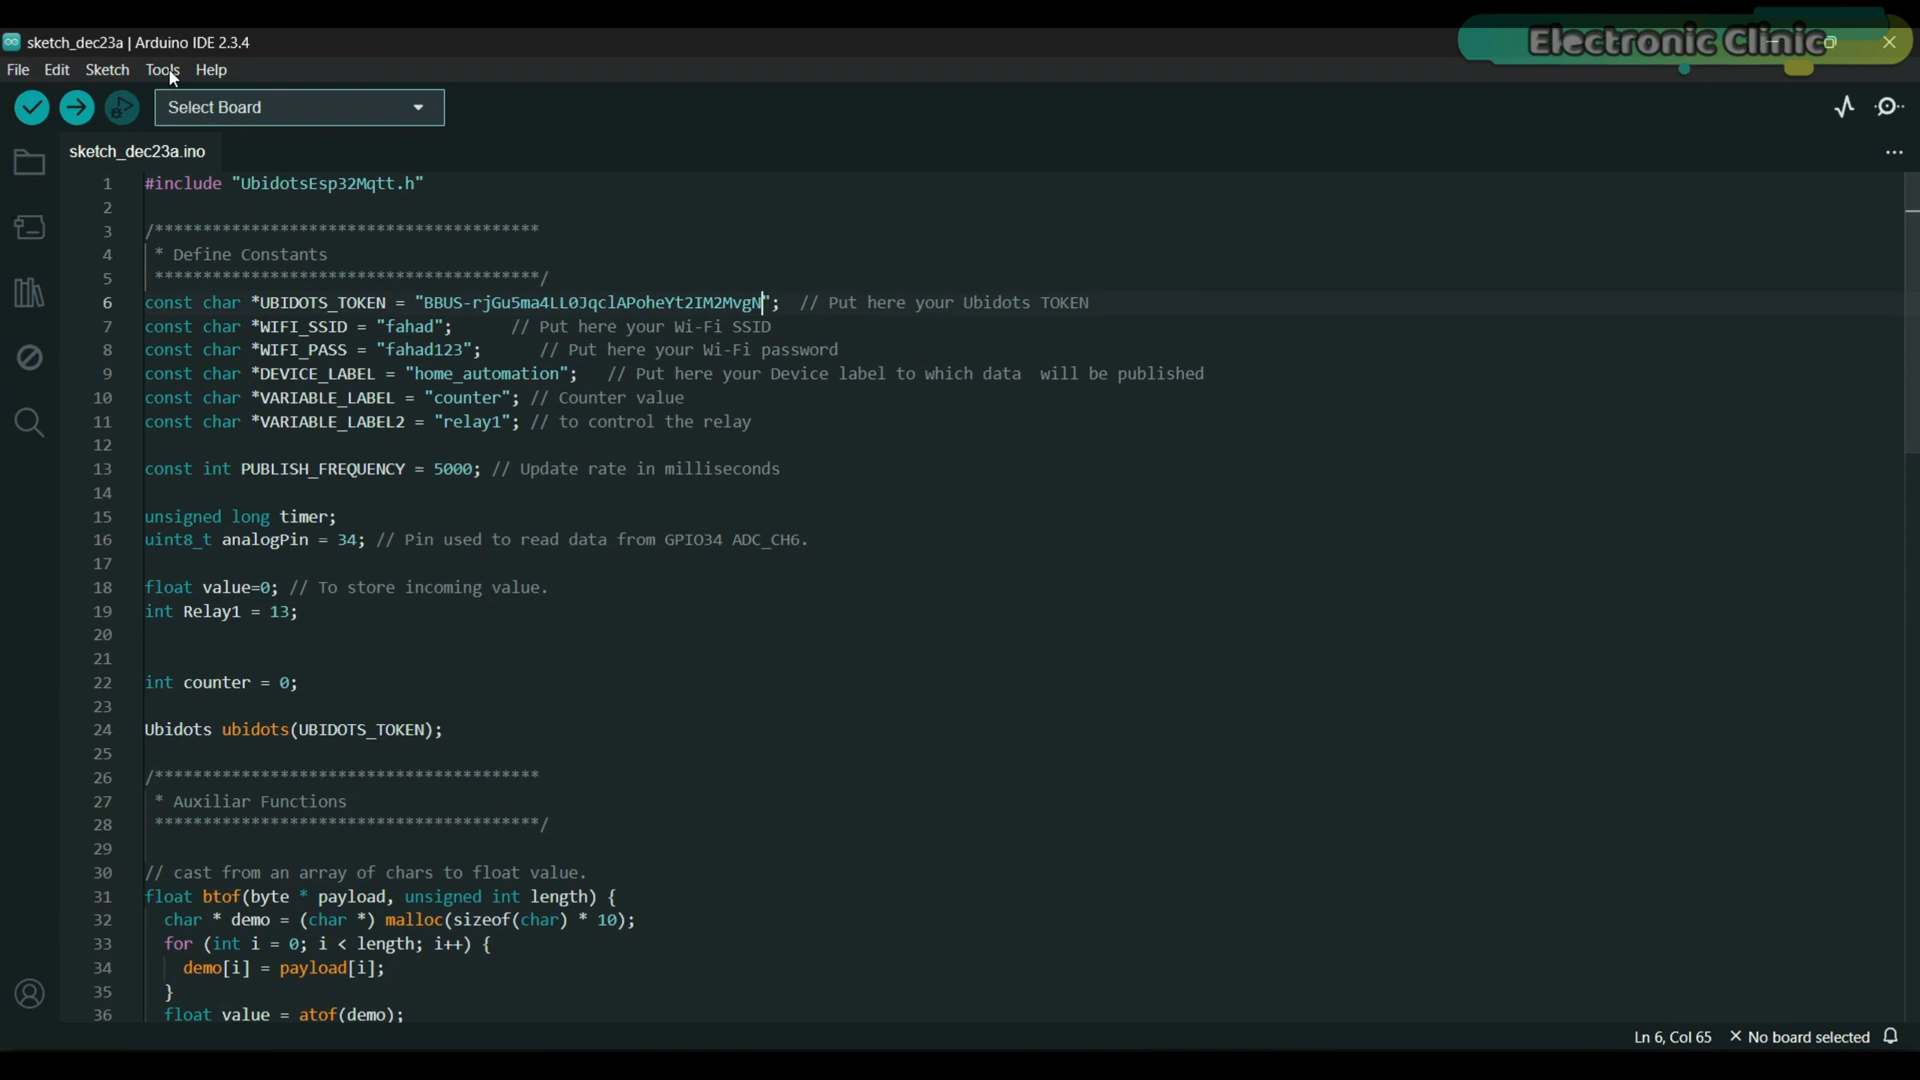 Electronic Clinic
sketch_dec23a | Arduino IDE 2.3.4
File Edit Sketch Tools Help
Select Board
sketch_dec23a.ino
1 #include "UbidotsEsp32Mqtt.h"
2
3 /****************************************
4 * Define Constants
5 ****************************************/
6 const char *UBIDOTS_TOKEN = "BBUS-rjGu5ma4LL0JqclAPoheYt2IM2MvgN"; // Put here your Ubidots TOKEN
7 const char *WIFI_SSID = "fahad"; // Put here your Wi-Fi SSID
8 const char *WIFI_PASS = "fahad123"; // Put here your Wi-Fi password
9 const char *DEVICE_LABEL = "home_automation"; // Put here your Device label to which data  will be published
10 const char *VARIABLE_LABEL = "counter"; // Counter value
11 const char *VARIABLE_LABEL2 = "relay1"; // to control the relay
12
13 const int PUBLISH_FREQUENCY = 5000; // Update rate in milliseconds
14
15 unsigned long timer;
16 uint8_t analogPin = 34; // Pin used to read data from GPIO34 ADC_CH6.
17
18 float value=0; // To store incoming value.
19 int Relay1 = 13;
20
21
22 int counter = 0;
23
24 Ubidots ubidots(UBIDOTS_TOKEN);
25
26 /****************************************
27 * Auxiliar Functions
28 ****************************************/
29
30 // cast from an array of chars to float value.
31 float btof(byte * payload, unsigned int length) {
32 char * demo = (char *) malloc(sizeof(char) * 10);
33 for (int i = 0; i < length; i++) {
34 demo[i] = payload[i];
35 }
36 float value = atof(demo);
Ln 6, Col 65 × No board selected